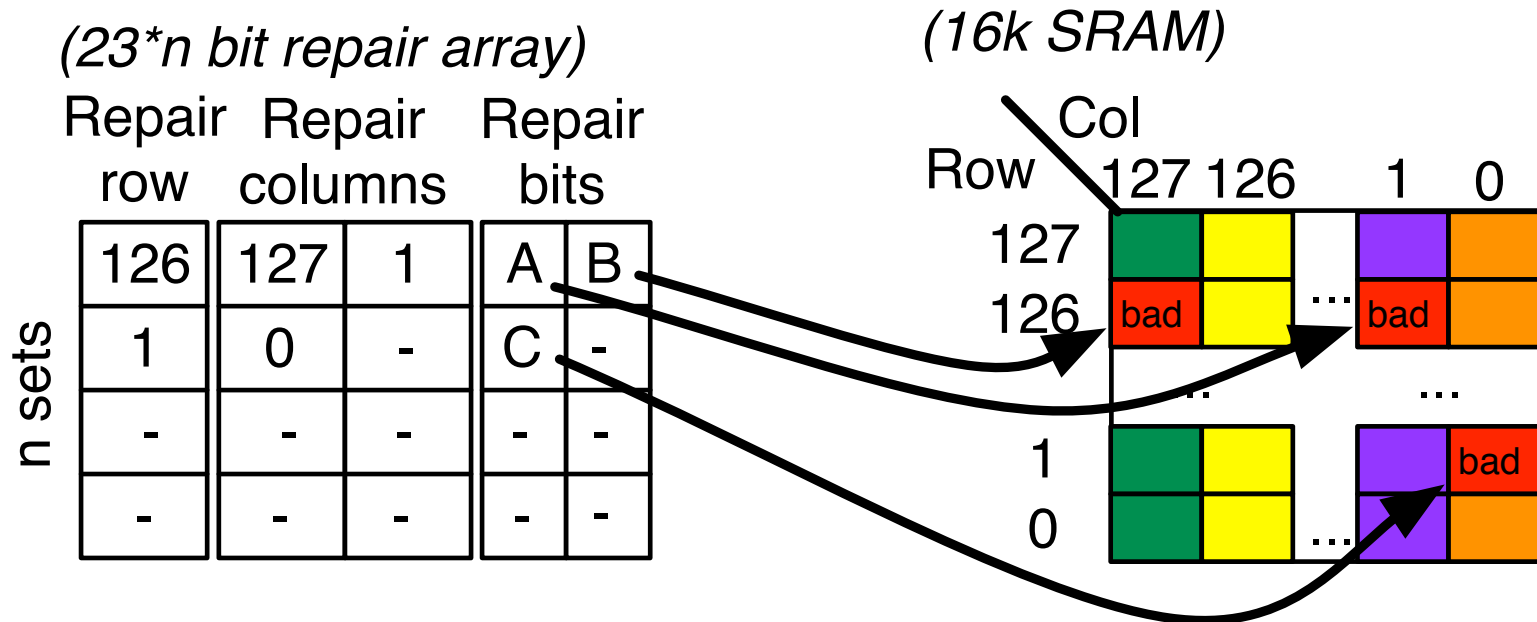 (23*n bit repair array)
Repair row Repair columns Repair bits
126 127 1 A B
1 0 - C -
- - - - -
- - - - -
n sets
(16k SRAM)
Col
Row 127 126 1 0
127
126 bad ... bad
... ...
1 bad
0 ...